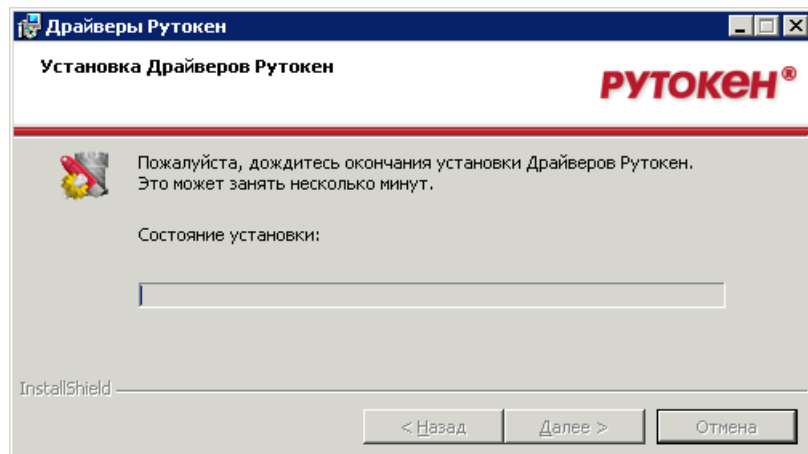 Драйверы Рутокен
Установка Драйверов Рутокен
РУТОКЕН®
Пожалуйста, дождитесь окончания установки Драйверов Рутокен.
Это может занять несколько минут.
Состояние установки:
InstallShield
< Назад
Далее >
Отмена